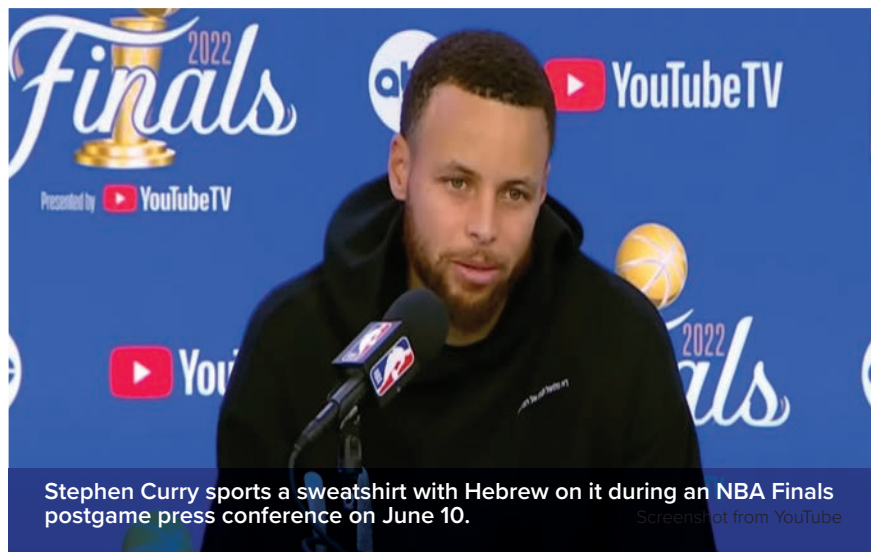 2022
Finals
Presented by YouTubeTV
abc
YouTubeTV
You
2022
als
Stephen Curry sports a sweatshirt with Hebrew on it during an NBA Finals
postgame press conference on June 10.
Screenshot from YouTube